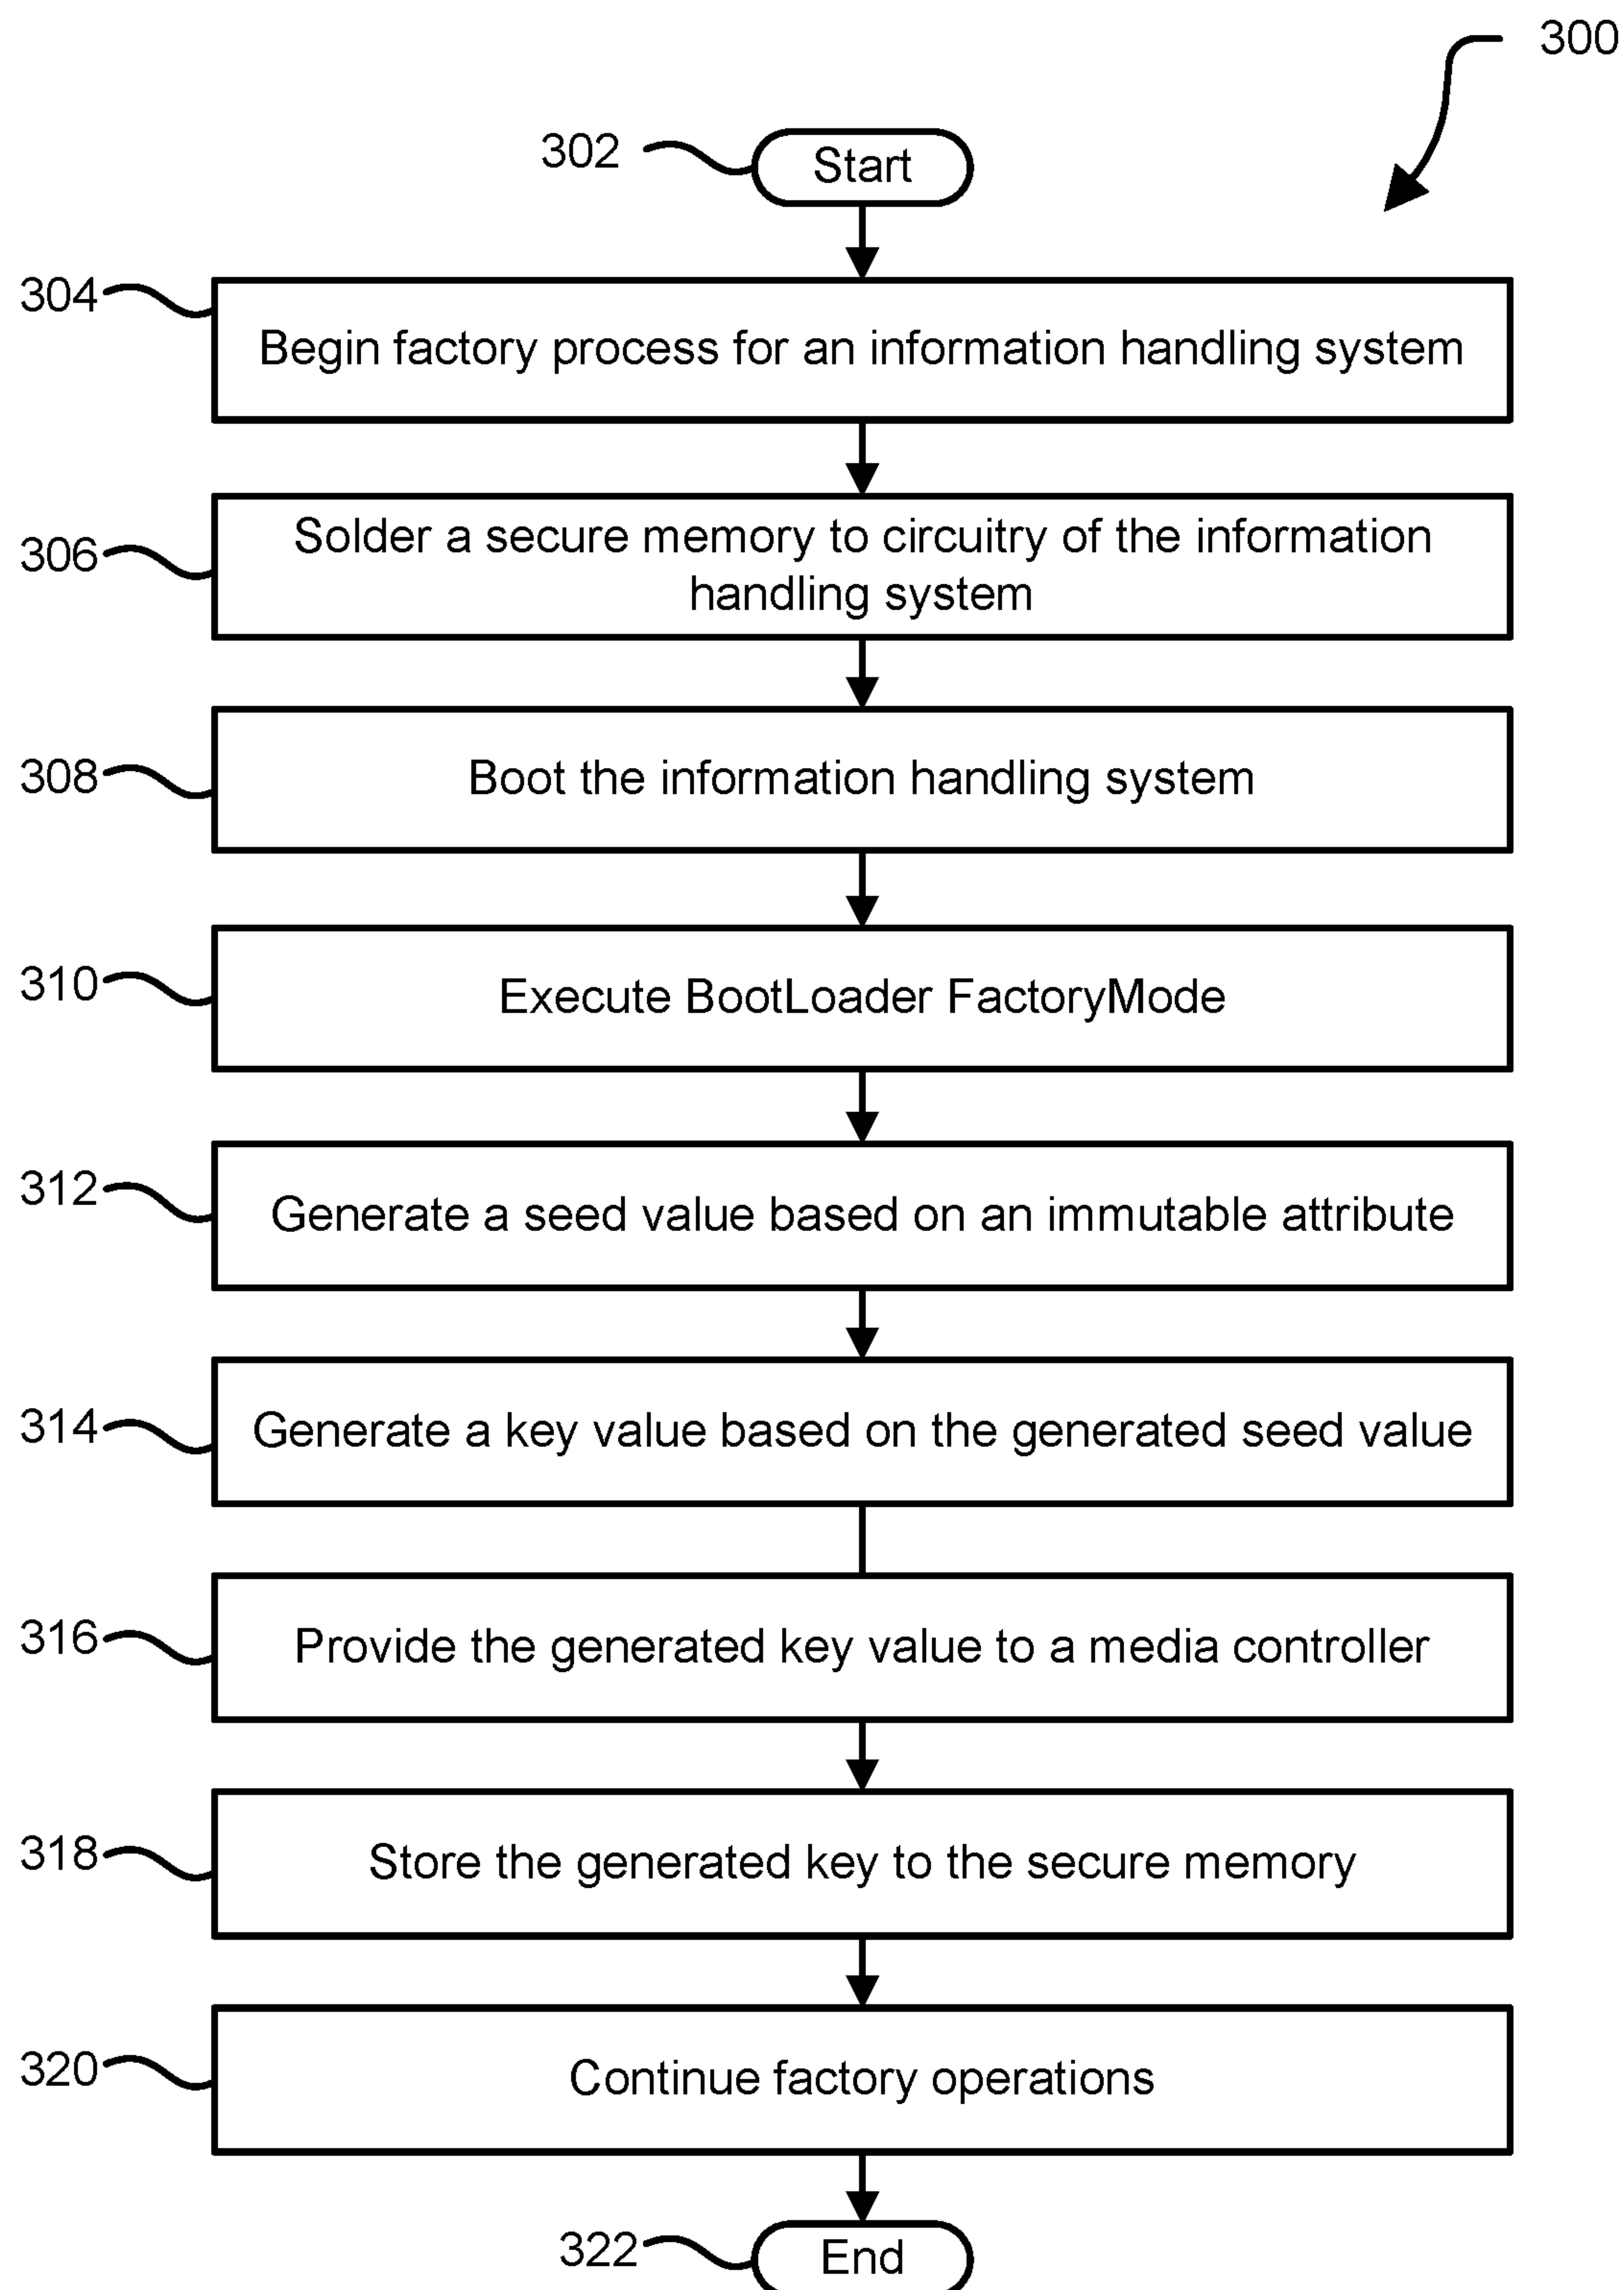 300
302
Start
304
Begin factory process for an information handling system
306
Solder a secure memory to circuitry of the information
handling system
308
Boot the information handling system
310
Execute BootLoader FactoryMode
312
Generate a seed value based on an immutable attribute
314
Generate a key value based on the generated seed value
316
Provide the generated key value to a media controller
318
Store the generated key to the secure memory
320
Continue factory operations
322
End